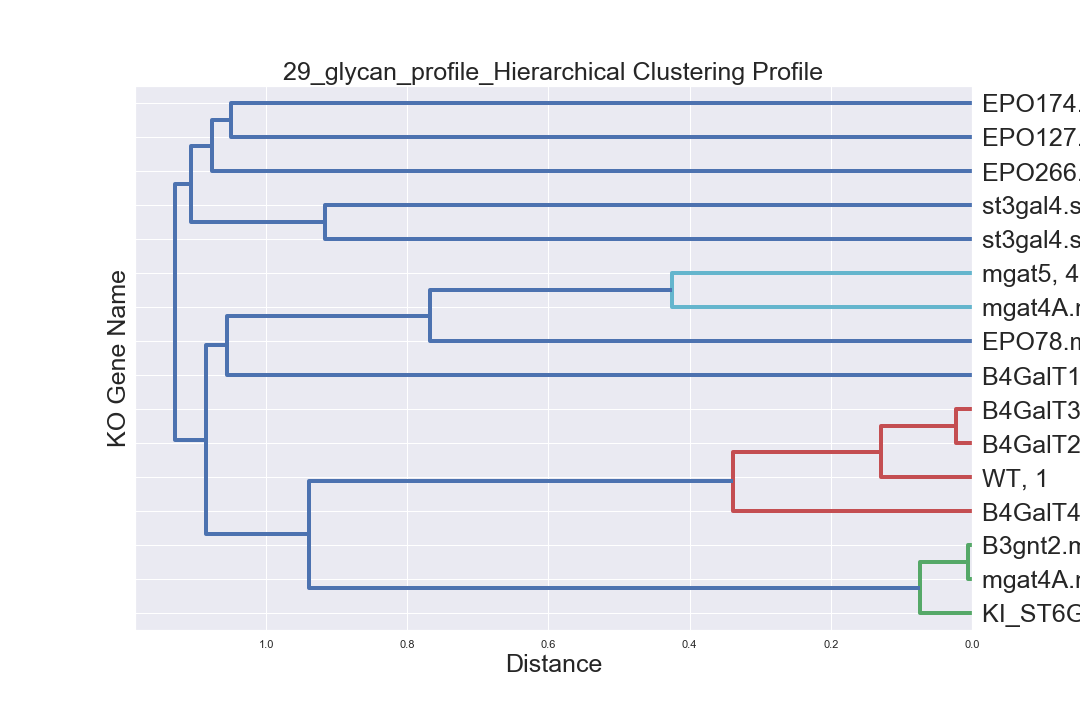 29_glycan_profile_Hierarchical Clustering Profile
EPO174.
EPO127.
EPO266.
st3gal4.s
st3gal4.s
mgat5, 4
mgat4A.
EPO78.m
B4GalT1
B4GalT3
B4GalT2
WT, 1
B4GalT4
B3gnt2.m
mgat4A.
KI_ST6G
KO Gene Name
1.0
0.8
0.6
0.4
0.2
0.0
Distance